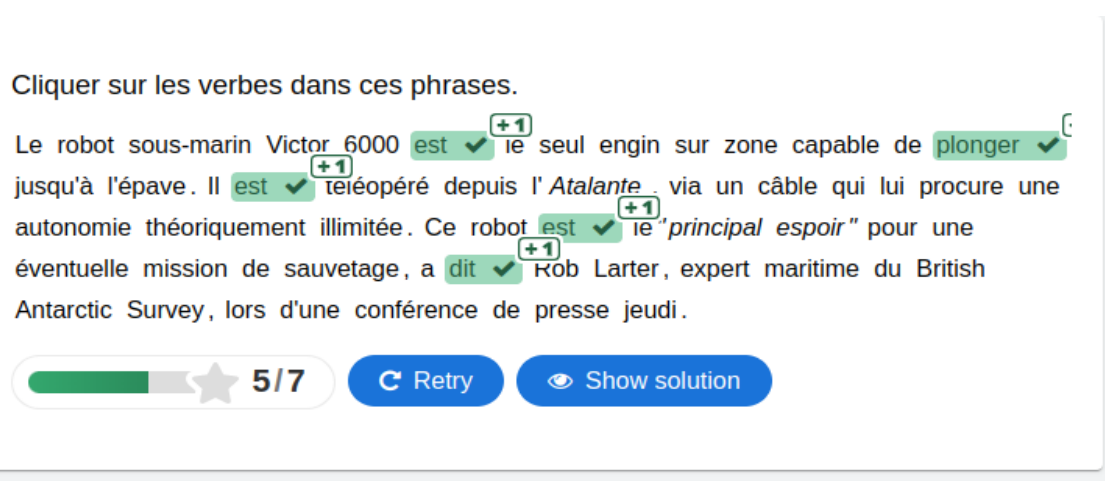 Cliquer sur les verbes dans ces phrases.
Le robot sous-marin Victor 6000 est +1 le seul engin sur zone capable de plonger
jusqu'à l'épave. Il est +1 téléopéré depuis l'Atalante, via un câble qui lui procure une
autonomie théoriquement illimitée. Ce robot est +1 le "principal espoir" pour une
éventuelle mission de sauvetage, a dit +1 Rob Larter, expert maritime du British
Antarctic Survey, lors d'une conférence de presse jeudi.
5/7 Retry Show solution